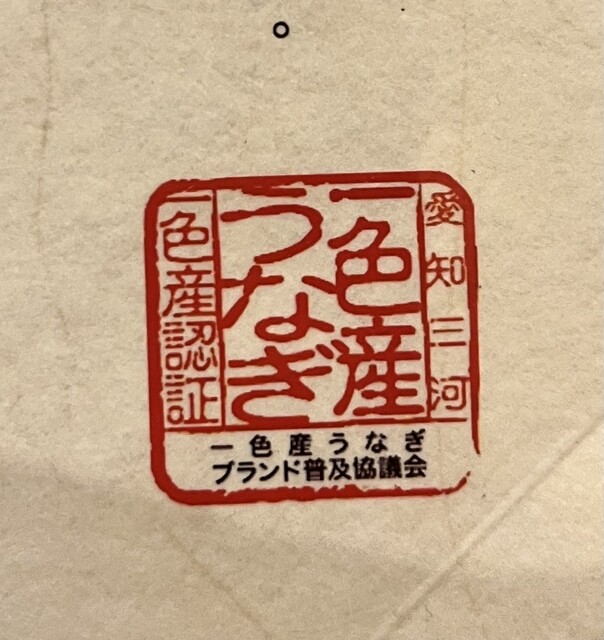 。
愛知三河
一色産
うなぎ
一色産認証
一色産うなぎ
ブランド普及協議会